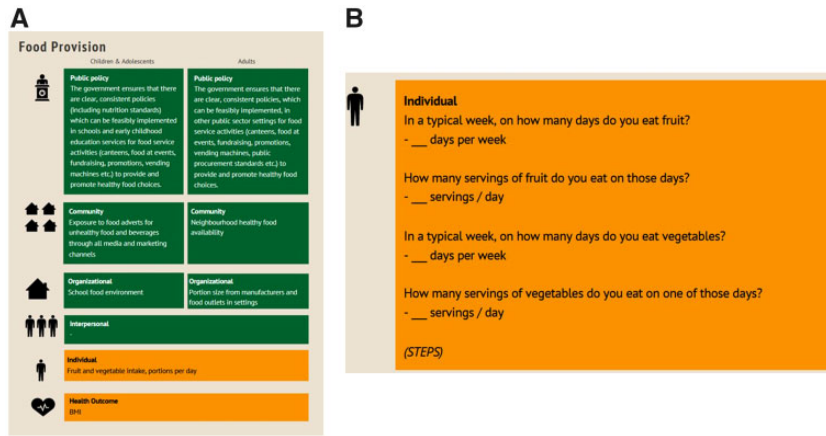 A
Food Provision
Children & Adolescents
Adults
Public policy
The government ensures that there
are clear, consistent policies
(including nutrition standards)
which can be feasibly implemented
in schools and early childhood
education services for food service
activities (canteens, food at events,
fundraising, promotions, vending
machines etc.) to provide and
promote healthy food choices.
Public policy
The government ensures that there
are clear, consistent policies, which
can be feasibly implemented, in
other public sector settings for food
service activities (canteens, food at
events, fundraising, promotions,
vending machines, public
procurement standards etc.) to
provide and promote healthy food
choices.
Community
Exposure to food adverts for
unhealthy food and beverages
through all media and marketing
channels
Community
Neighbourhood healthy food
availability
Organizational
School food environment
Organizational
Portion size from manufacturers and
food outlets in settings
Interpersonal
-
Individual
Fruit and vegetable intake, portions per day
Health Outcome
BMI
B
Individual
In a typical week, on how many days do you eat fruit?
- ___ days per week
How many servings of fruit do you eat on those days?
- ___ servings / day
In a typical week, on how many days do you eat vegetables?
- ___ days per week
How many servings of vegetables do you eat on one of those days?
- ___ servings / day
(STEPS)